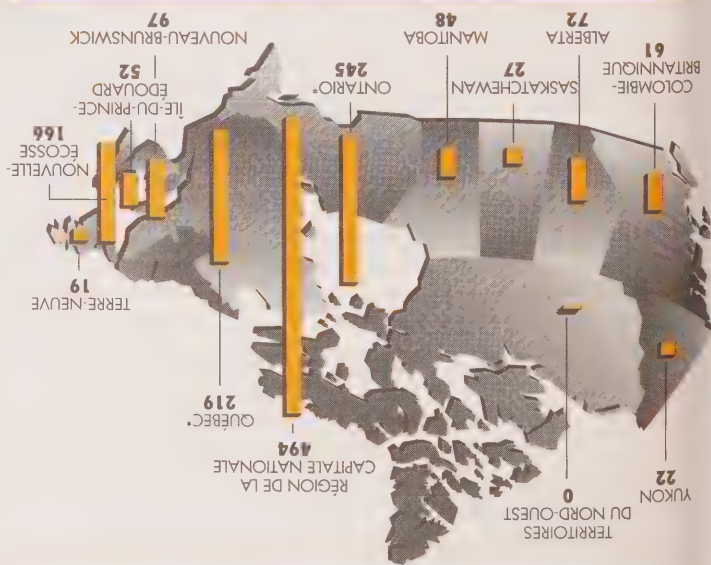 TERRITOIRES
DU NORD-OUEST
0
YUKON
22
RÉGION DE LA
CAPITALE NATIONALE
494
QUÉBEC*
219
TERRE-NEUVE
19
NOUVELLE-
ÉCOSSE
166
ÎLE-DU-PRINCE-
ÉDOUARD
52
COLOMBIE-
BRITANNIQUE
61
ALBERTA
72
SASKATCHEWAN
27
MANITOBA
48
ONTARIO*
245
NOUVEAU-BRUNSWICK
97